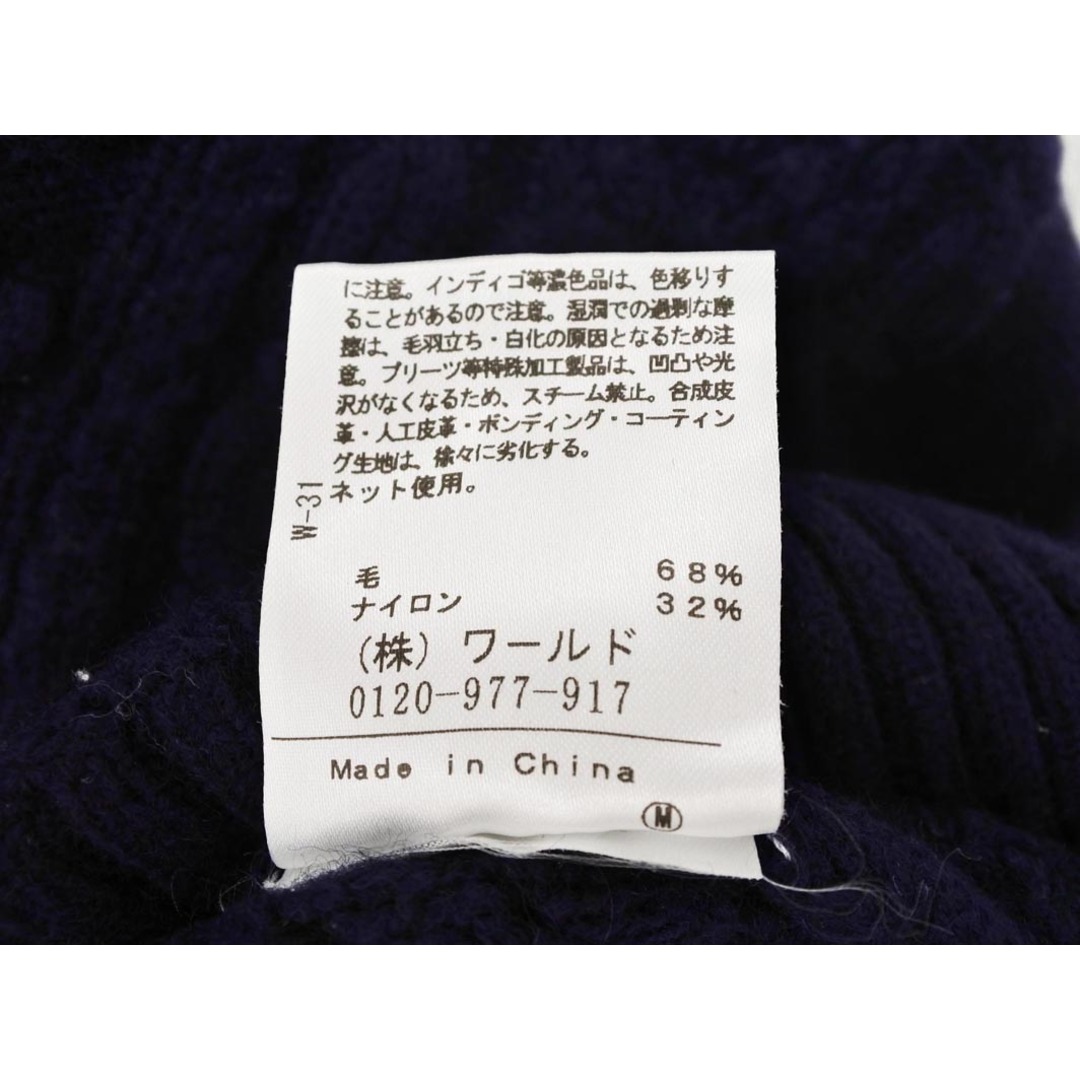 に注意。インディゴ等濃色品は、色移りす
ることがあるので注意。湿潤での過剰な摩
擦は、毛羽立ち・白化の原因となるため注
意。プリーツ等特殊加工製品は、凹凸や光
沢がなくなるため、スチーム禁止。合成皮
革・人工皮革・ボンディング・コーティン
グ生地は、徐々に劣化する。
ネット使用。
W-31
毛 68%
ナイロン 32%
(株) ワールド
0120-977-917
Made in China
M